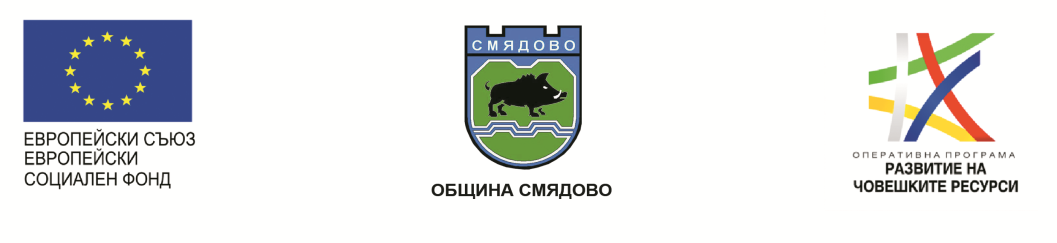 ЕВРОПЕЙСКИ СЪЮЗ
ЕВРОПЕЙСКИ
СОЦИАЛЕН ФОНД
СМЯДОВО
ОБЩИНА СМЯДОВО
ОПЕРАТИВНА ПРОГРАМА
РАЗВИТИЕ НА
ЧОВЕШКИТЕ РЕСУРСИ